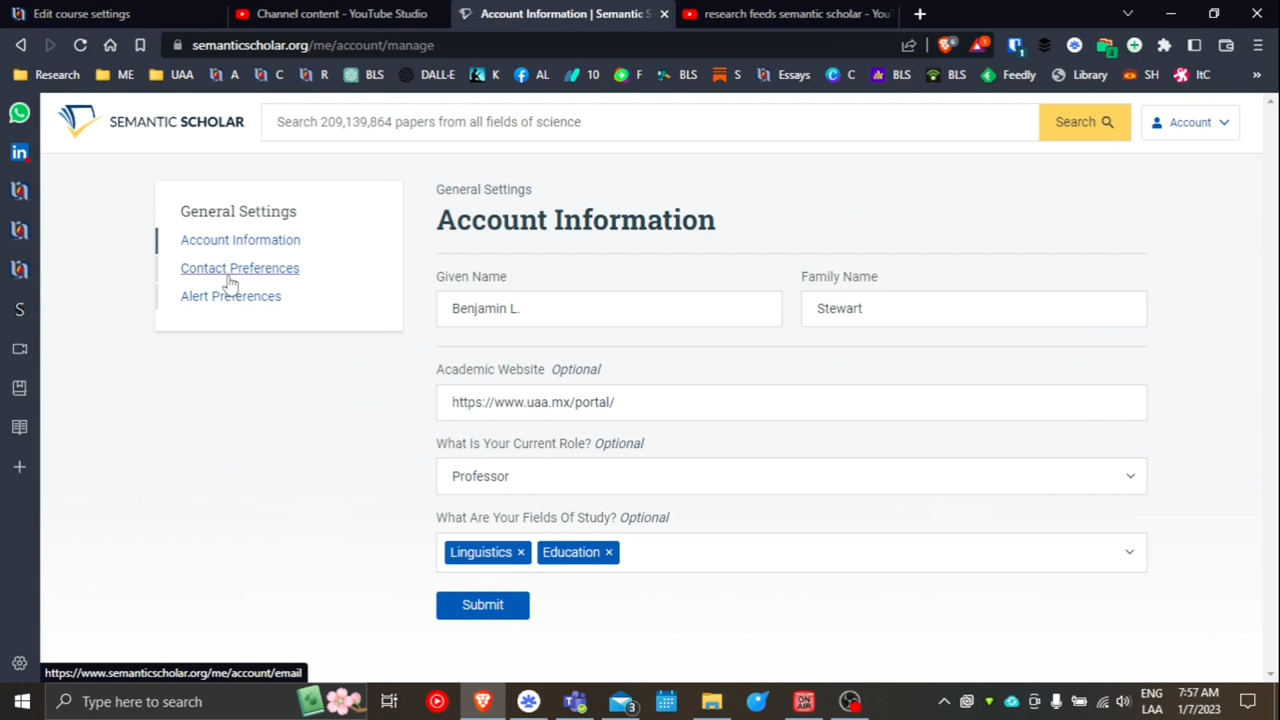 Edit course settings
Channel content - YouTube Studio
Account Information | Semantic S
research feeds semantic scholar - You
semanticscholar.org/me/account/manage
Research
ME
UAA
A
C
R
BLS
DALL-E
K
AL
10
F
BLS
S
Essays
C
BLS
BLS
Feedly
Library
SH
ItC
SEMANTIC SCHOLAR
Search 209,139,864 papers from all fields of science
Search
Account
General Settings
Account Information
Contact Preferences
Alert Preferences
General Settings
Account Information
Given Name
Family Name
Benjamin L.
Stewart
Academic Website Optional
https://www.uaa.mx/portal/
What Is Your Current Role? Optional
Professor
What Are Your Fields Of Study? Optional
Linguistics ×
Education ×
Submit
https://www.semanticscholar.org/me/account/email
Type here to search
3
ENG
LAA
7:57 AM
1/7/2023